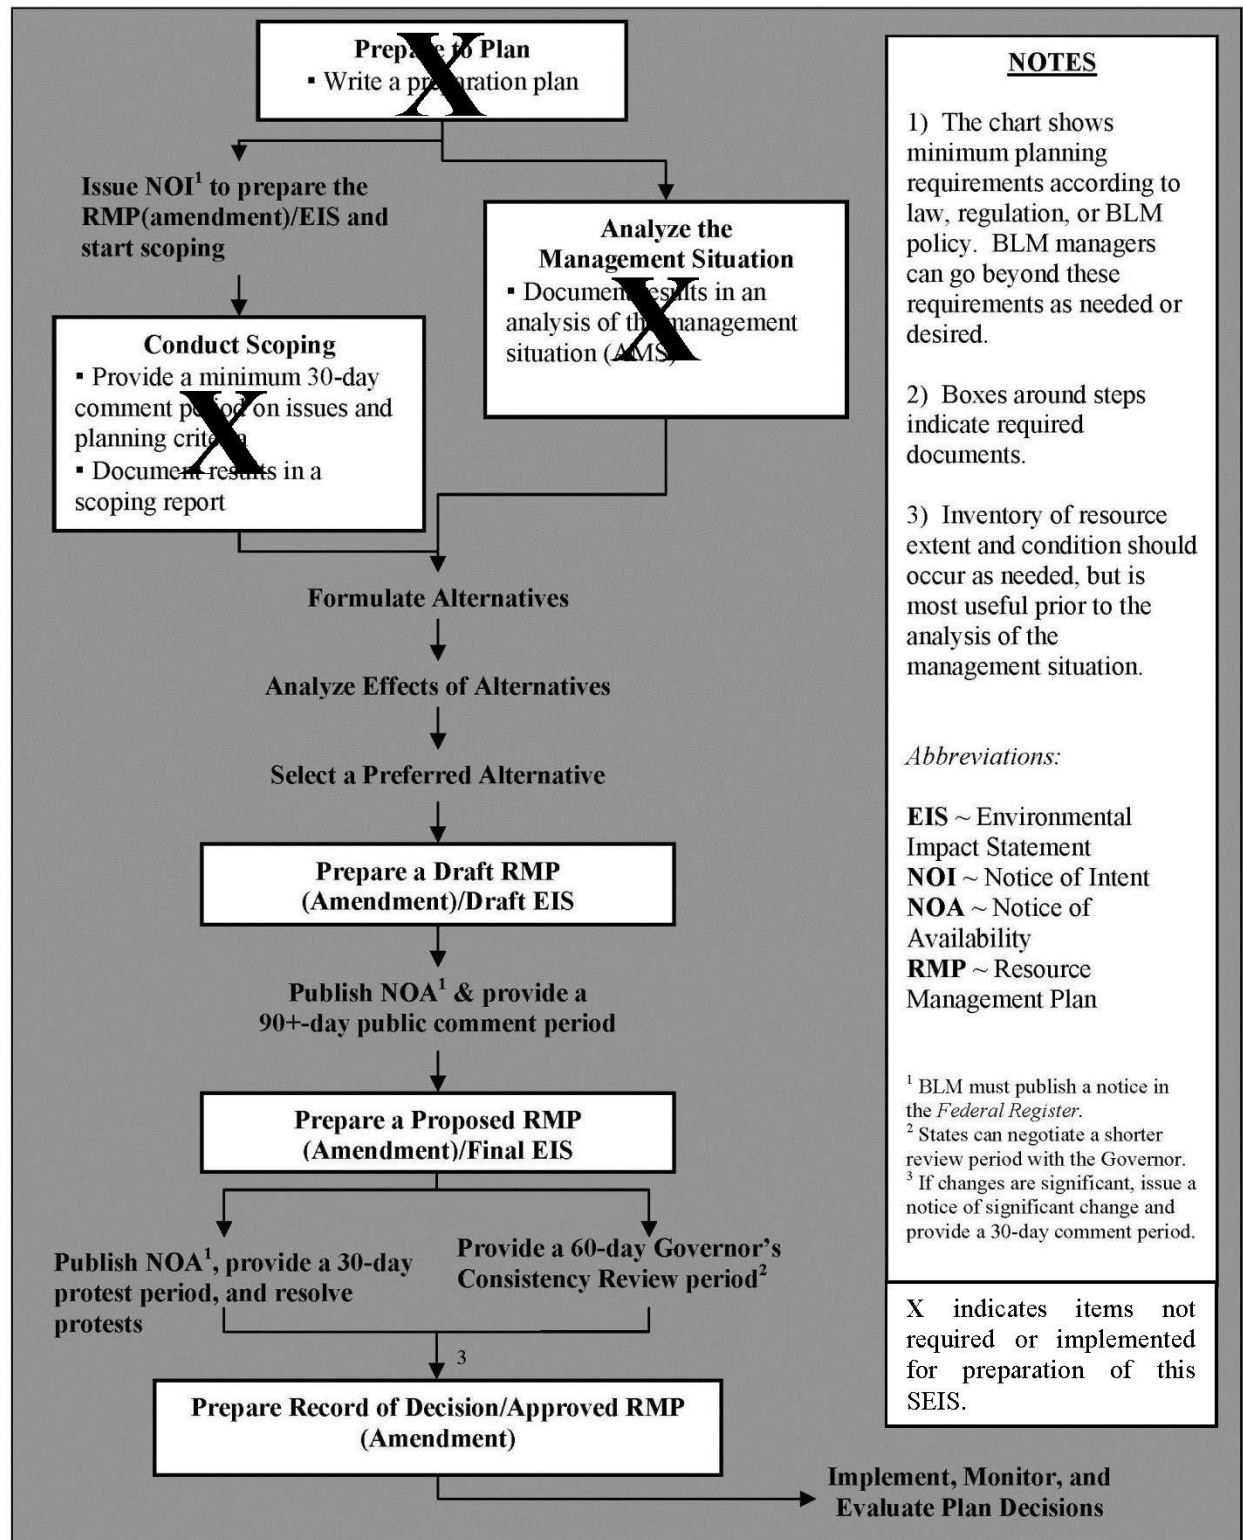 Prepare to Plan
▪ Write a preparation plan
X
Issue NOI¹ to prepare the
RMP(amendment)/EIS and
start scoping
Analyze the
Management Situation
▪ Document results in an
analysis of the management
situation (AMS)
X
Conduct Scoping
▪ Provide a minimum 30-day
comment period on issues and
planning criteria
▪ Document results in a
scoping report
X
Formulate Alternatives
Analyze Effects of Alternatives
Select a Preferred Alternative
Prepare a Draft RMP
(Amendment)/Draft EIS
Publish NOA¹ & provide a
90+-day public comment period
Prepare a Proposed RMP
(Amendment)/Final EIS
Publish NOA¹, provide a 30-day
protest period, and resolve
protests
Provide a 60-day Governor's
Consistency Review period²
3
Prepare Record of Decision/Approved RMP
(Amendment)
Implement, Monitor, and
Evaluate Plan Decisions
NOTES
1) The chart shows
minimum planning
requirements according to
law, regulation, or BLM
policy. BLM managers
can go beyond these
requirements as needed or
desired.
2) Boxes around steps
indicate required
documents.
3) Inventory of resource
extent and condition should
occur as needed, but is
most useful prior to the
analysis of the
management situation.
Abbreviations:
EIS ~ Environmental
Impact Statement
NOI ~ Notice of Intent
NOA ~ Notice of
Availability
RMP ~ Resource
Management Plan
¹ BLM must publish a notice in
the Federal Register.
² States can negotiate a shorter
review period with the Governor.
³ If changes are significant, issue a
notice of significant change and
provide a 30-day comment period.
X indicates items not
required or implemented
for preparation of this
SEIS.